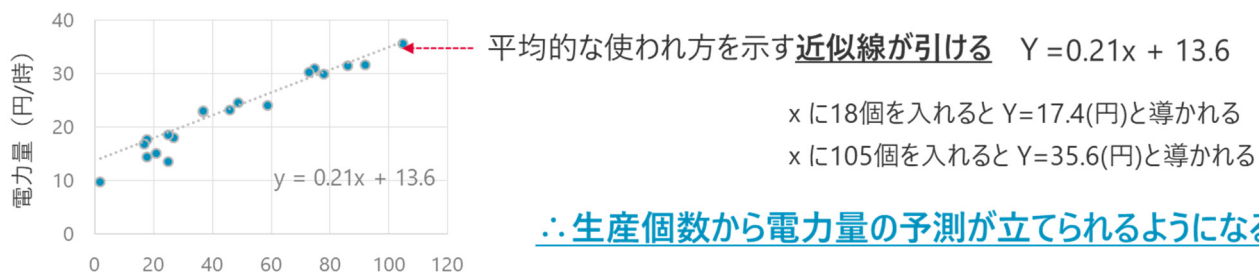 40
30
20
10
0
0 20 40 60 80 100 120
電力量（円/時）
y = 0.21x + 13.6
平均的な使われ方を示す近似線が引ける Y =0.21x + 13.6
x に18個を入れると Y=17.4(円)と導かれる
x に105個を入れると Y=35.6(円)と導かれる
∴生産個数から電力量の予測が立てられるようになる